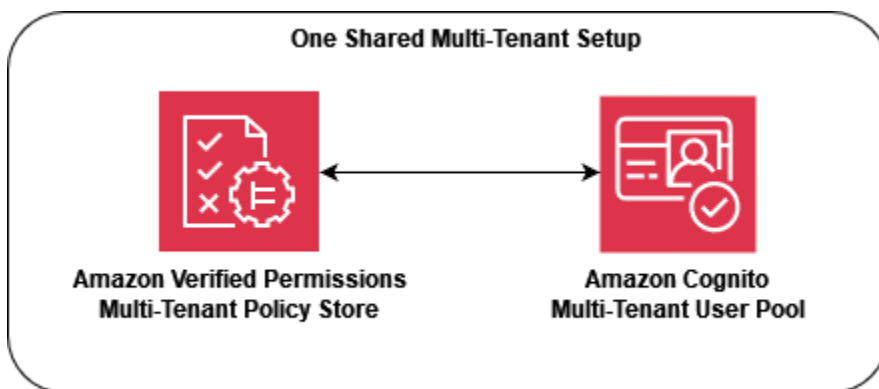 One Shared Multi-Tenant Setup
Amazon Verified Permissions
Multi-Tenant Policy Store
Amazon Cognito
Multi-Tenant User Pool